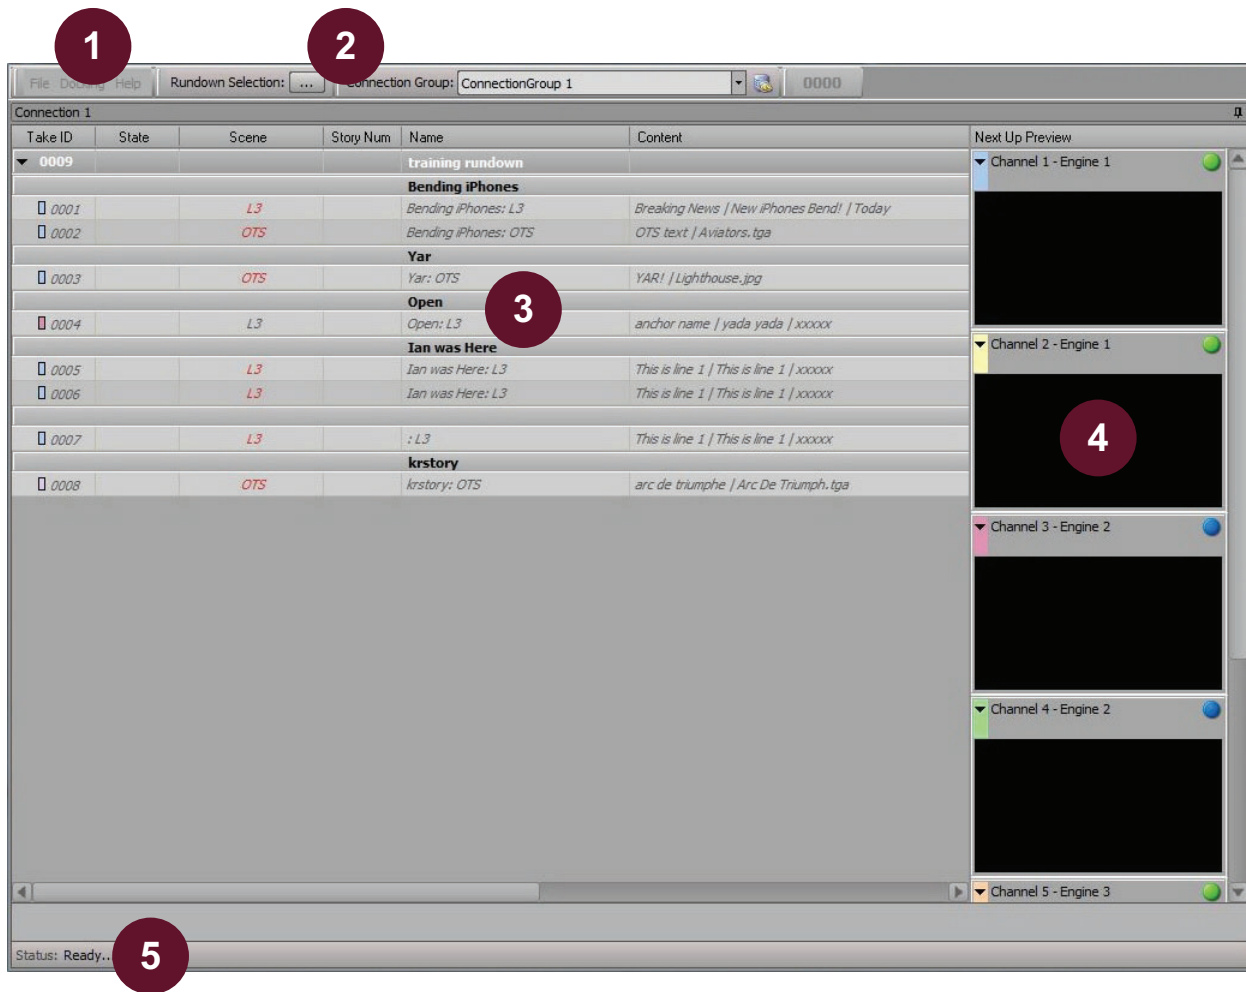 1
2
File Docking Help Rundown Selection: ... Connection Group: ConnectionGroup 1 0000
Connection 1
Take ID State Scene Story Num Name Content Next Up Preview
0009 training rundown Channel 1 - Engine 1
Bending iPhones
0001 L3 Bending iPhones: L3 Breaking News | New iPhones Bend! | Today
0002 OTS Bending iPhones: OTS OTS text | Aviators.tga
Yar
0003 OTS Yar: OTS YAR! | Lighthouse.jpg
3
Open
0004 L3 Open: L3 anchor name | yada yada | xxxxx
Ian was Here Channel 2 - Engine 1
0005 L3 Ian was Here: L3 This is line 1 | This is line 1 | xxxxx
0006 L3 Ian was Here: L3 This is line 1 | This is line 1 | xxxxx
0007 L3 : L3 This is line 1 | This is line 1 | xxxxx
4
krstory
0008 OTS krstory: OTS arc de triumphe | Arc De Triumph.tga
Channel 3 - Engine 2
Channel 4 - Engine 2
Channel 5 - Engine 3
Status: Ready...
5